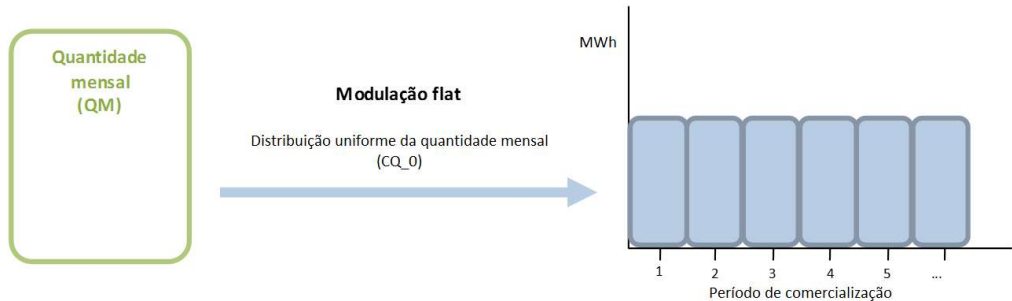 Quantidade
mensal
(QM)
Modulação flat
Distribuição uniforme da quantidade mensal
(CQ_0)
MWh
1 2 3 4 5 ...
Período de comercialização